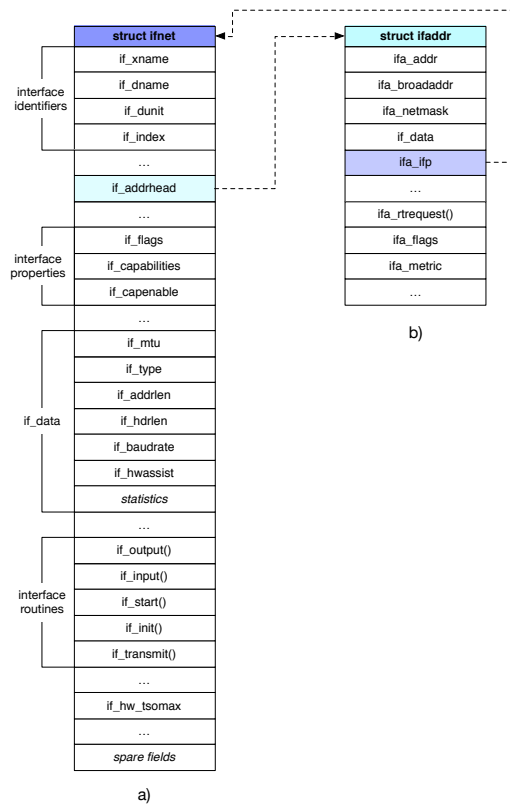 struct ifnet
if_xname
if_dname
if_dunit
if_index
…
if_addrhead
…
if_flags
if_capabilities
if_capenable
…
if_mtu
if_type
if_addrlen
if_hdrlen
if_baudrate
if_hwassist
statistics
…
if_output()
if_input()
if_start()
if_init()
if_transmit()
…
if_hw_tsomax
…
spare fields
interface
identifiers
interface
properties
if_data
interface
routines
a)
struct ifaddr
ifa_addr
ifa_broadaddr
ifa_netmask
if_data
ifa_ifp
…
ifa_rtrequest()
ifa_flags
ifa_metric
…
b)